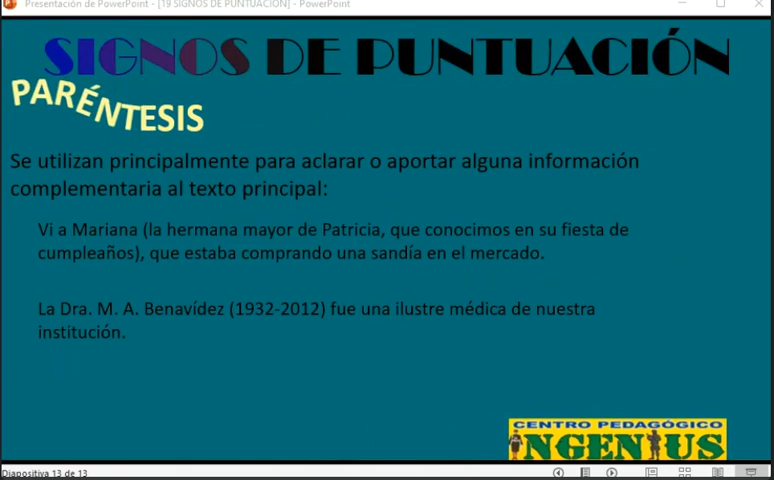 Presentación de PowerPoint - [19 SIGNOS DE PUNTUACIÓN] - PowerPoint
SIGNOS DE PUNTUACIÓN
PARÉNTESIS
Se utilizan principalmente para aclarar o aportar alguna información
complementaria al texto principal:
Vi a Mariana (la hermana mayor de Patricia, que conocimos en su fiesta de
cumpleaños), que estaba comprando una sandía en el mercado.
La Dra. M. A. Benavídez (1932-2012) fue una ilustre médica de nuestra
institución.
CENTRO PEDAGÓGICO
INGENIUS
Diapositiva 13 de 13